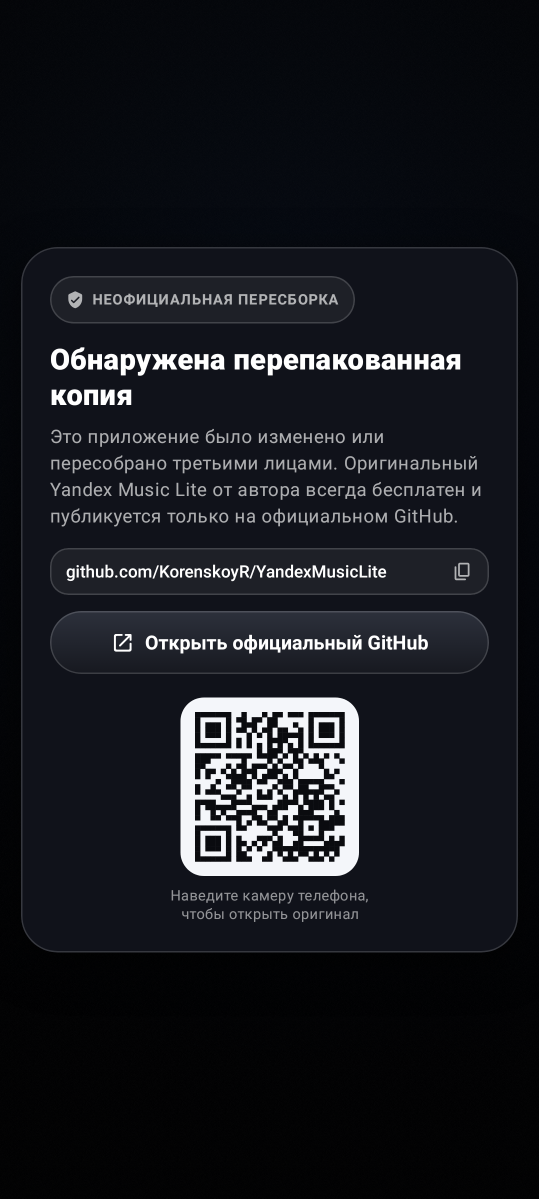 НЕОФИЦИАЛЬНАЯ ПЕРЕСБОРКА
Обнаружена перепакованная
копия
Это приложение было изменено или
пересобрано третьими лицами. Оригинальный
Yandex Music Lite от автора всегда бесплатен и
публикуется только на официальном GitHub.
github.com/KorenskoyR/YandexMusicLite
Открыть официальный GitHub
Наведите камеру телефона,
чтобы открыть оригинал